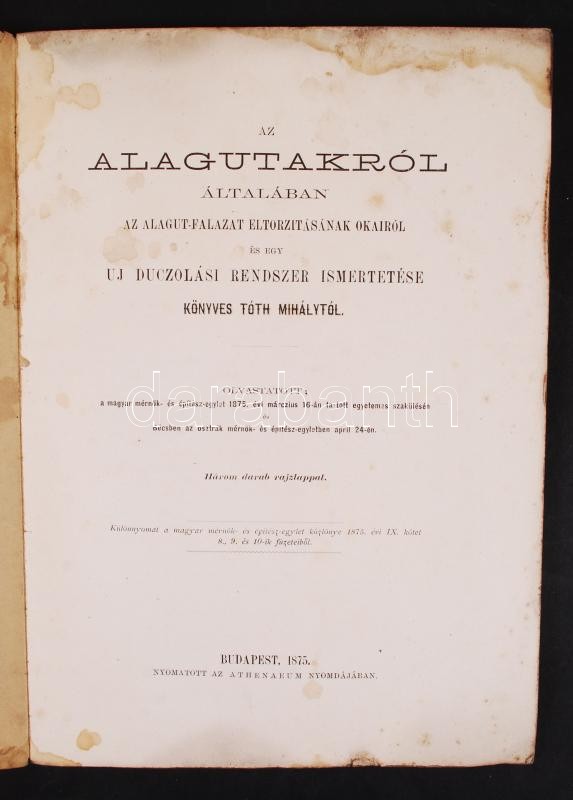 AZ
ALAGUTAKRÓL
ÁLTALÁBAN
AZ ALAGUT-FALAZAT ELTORZITÁSÁNAK OKAIRÓL
ÉS EGY
UJ DUCZOLÁSI RENDSZER ISMERTETÉSE
KÖNYVES TÓTH MIHÁLYTÓL.
OLVASTATOTT:
a magyar mérnök- és építész-egylet 1875. évi márczius 16-án tartott egyetemes szakülésén
és
Bécsben az osztrák mérnök- és építész-egyletben april 24-én.
darabanth
Három darab rajzlappal.
Különnyomat a magyar mérnök- és építész-egylet közlönye 1875. évi IX. kötet
8., 9. és 10-ik füzeteiből.
BUDAPEST, 1875.
NYOMATOTT AZ ATHENAEUM NYOMDÁJÁBAN.